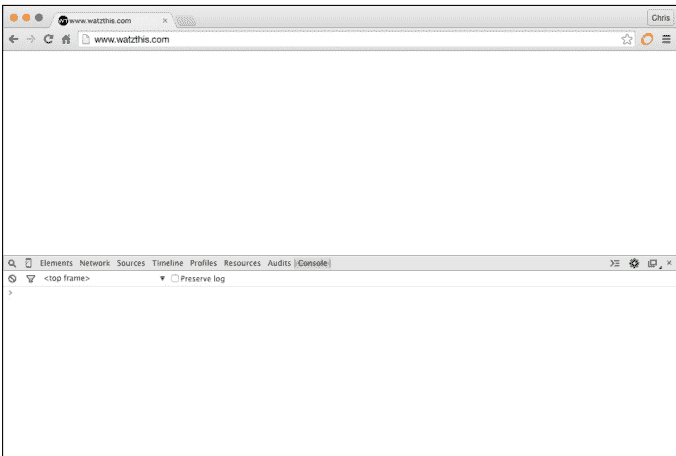 WT www.watzthis.com × Chris
www.watzthis.com
Elements Network Sources Timeline Profiles Resources Audits Console ×
<top frame> ▼ Preserve log
>